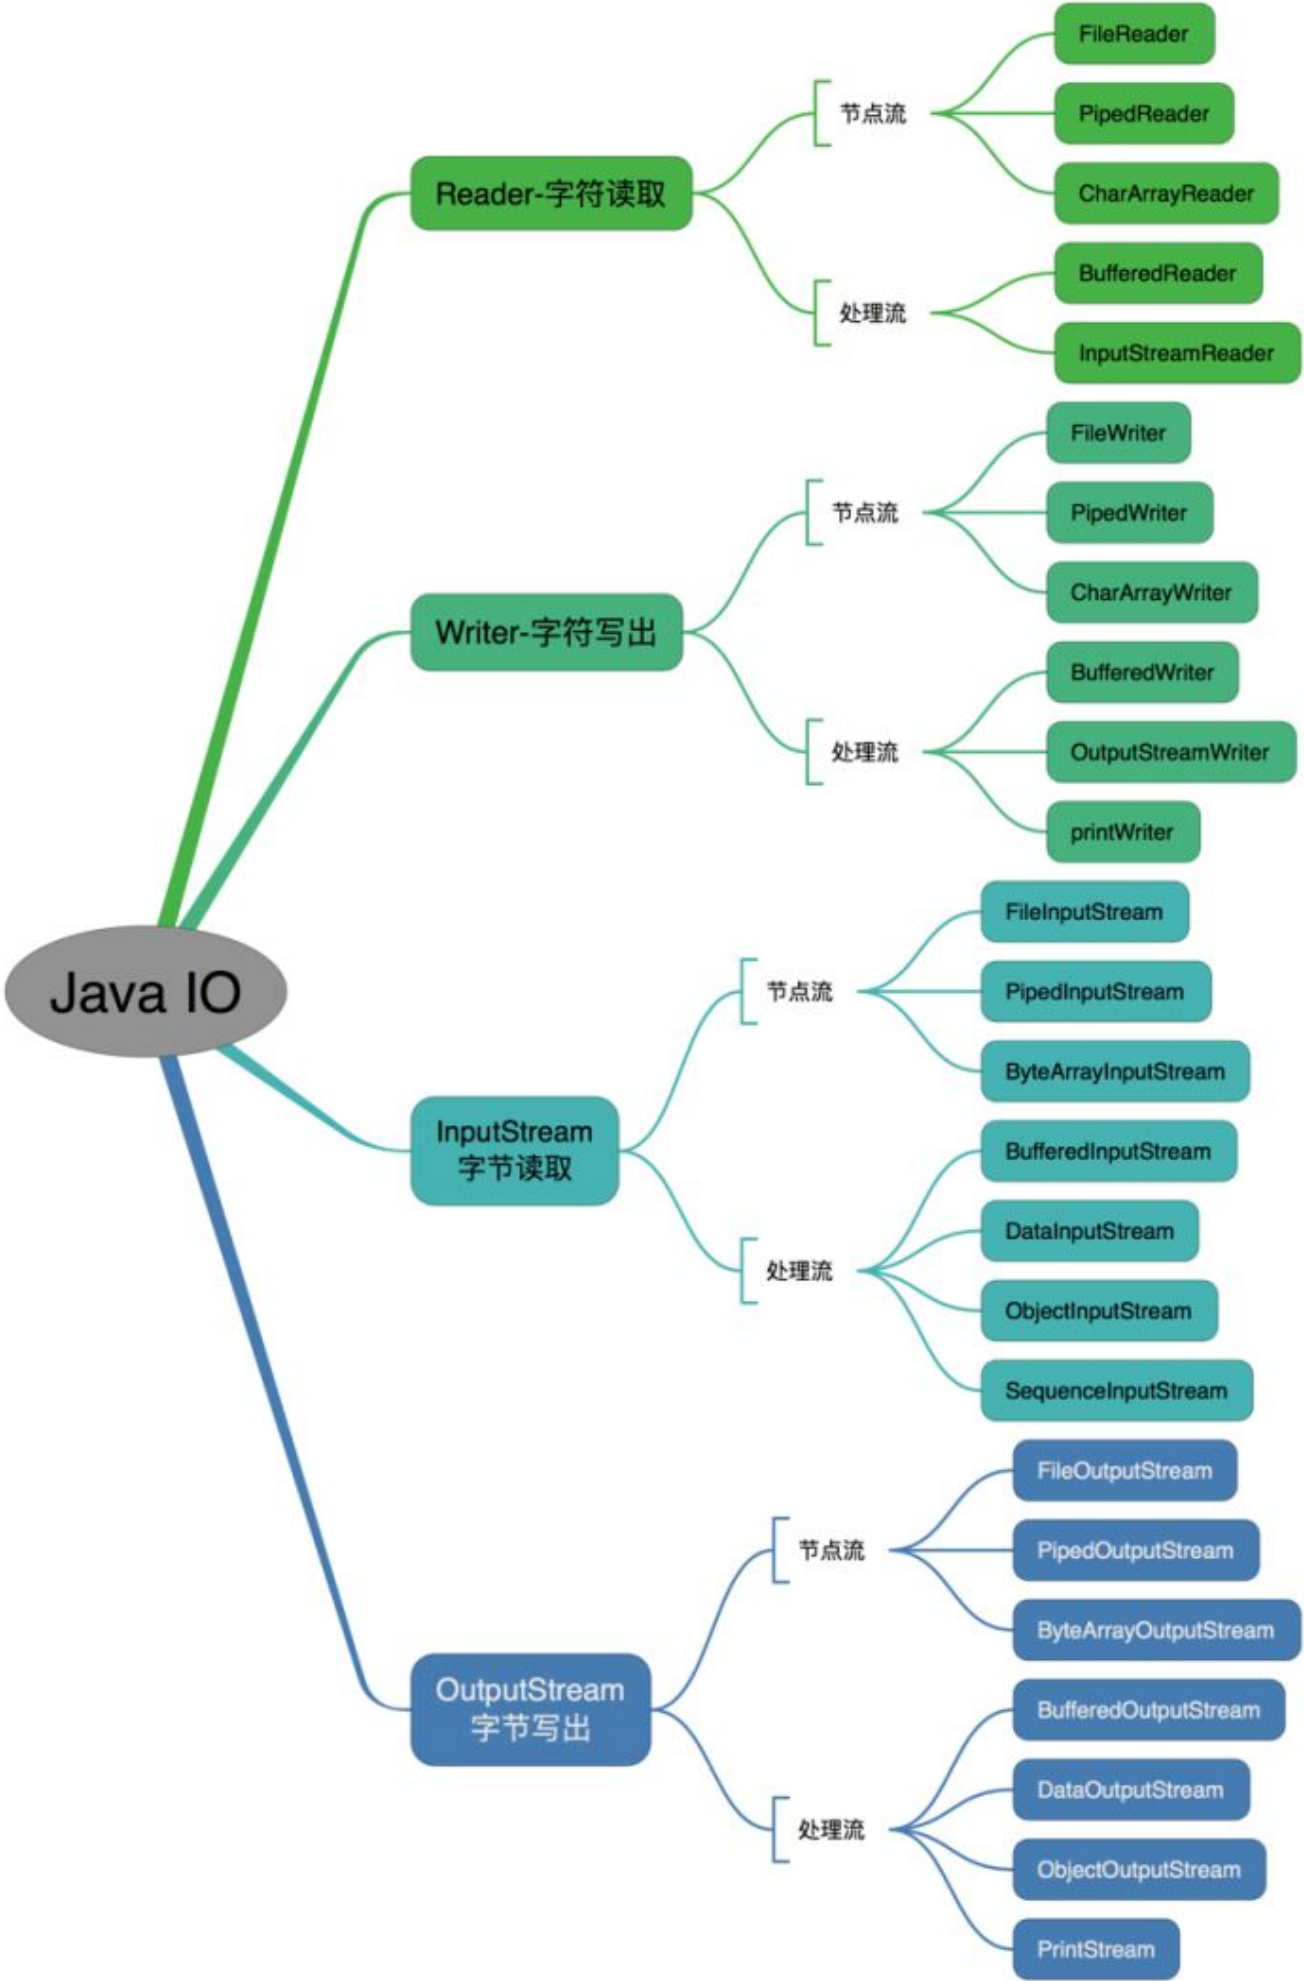 Java IO
Reader-字符读取
节点流
FileReader
PipedReader
CharArrayReader
处理流
BufferedReader
InputStreamReader
Writer-字符写出
节点流
FileWriter
PipedWriter
CharArrayWriter
处理流
BufferedWriter
OutputStreamWriter
printWriter
InputStream
字节读取
节点流
FileInputStream
PipedInputStream
ByteArrayInputStream
处理流
BufferedInputStream
DataInputStream
ObjectInputStream
SequenceInputStream
OutputStream
字节写出
节点流
FileOutputStream
PipedOutputStream
ByteArrayOutputStream
处理流
BufferedOutputStream
DataOutputStream
ObjectOutputStream
PrintStream